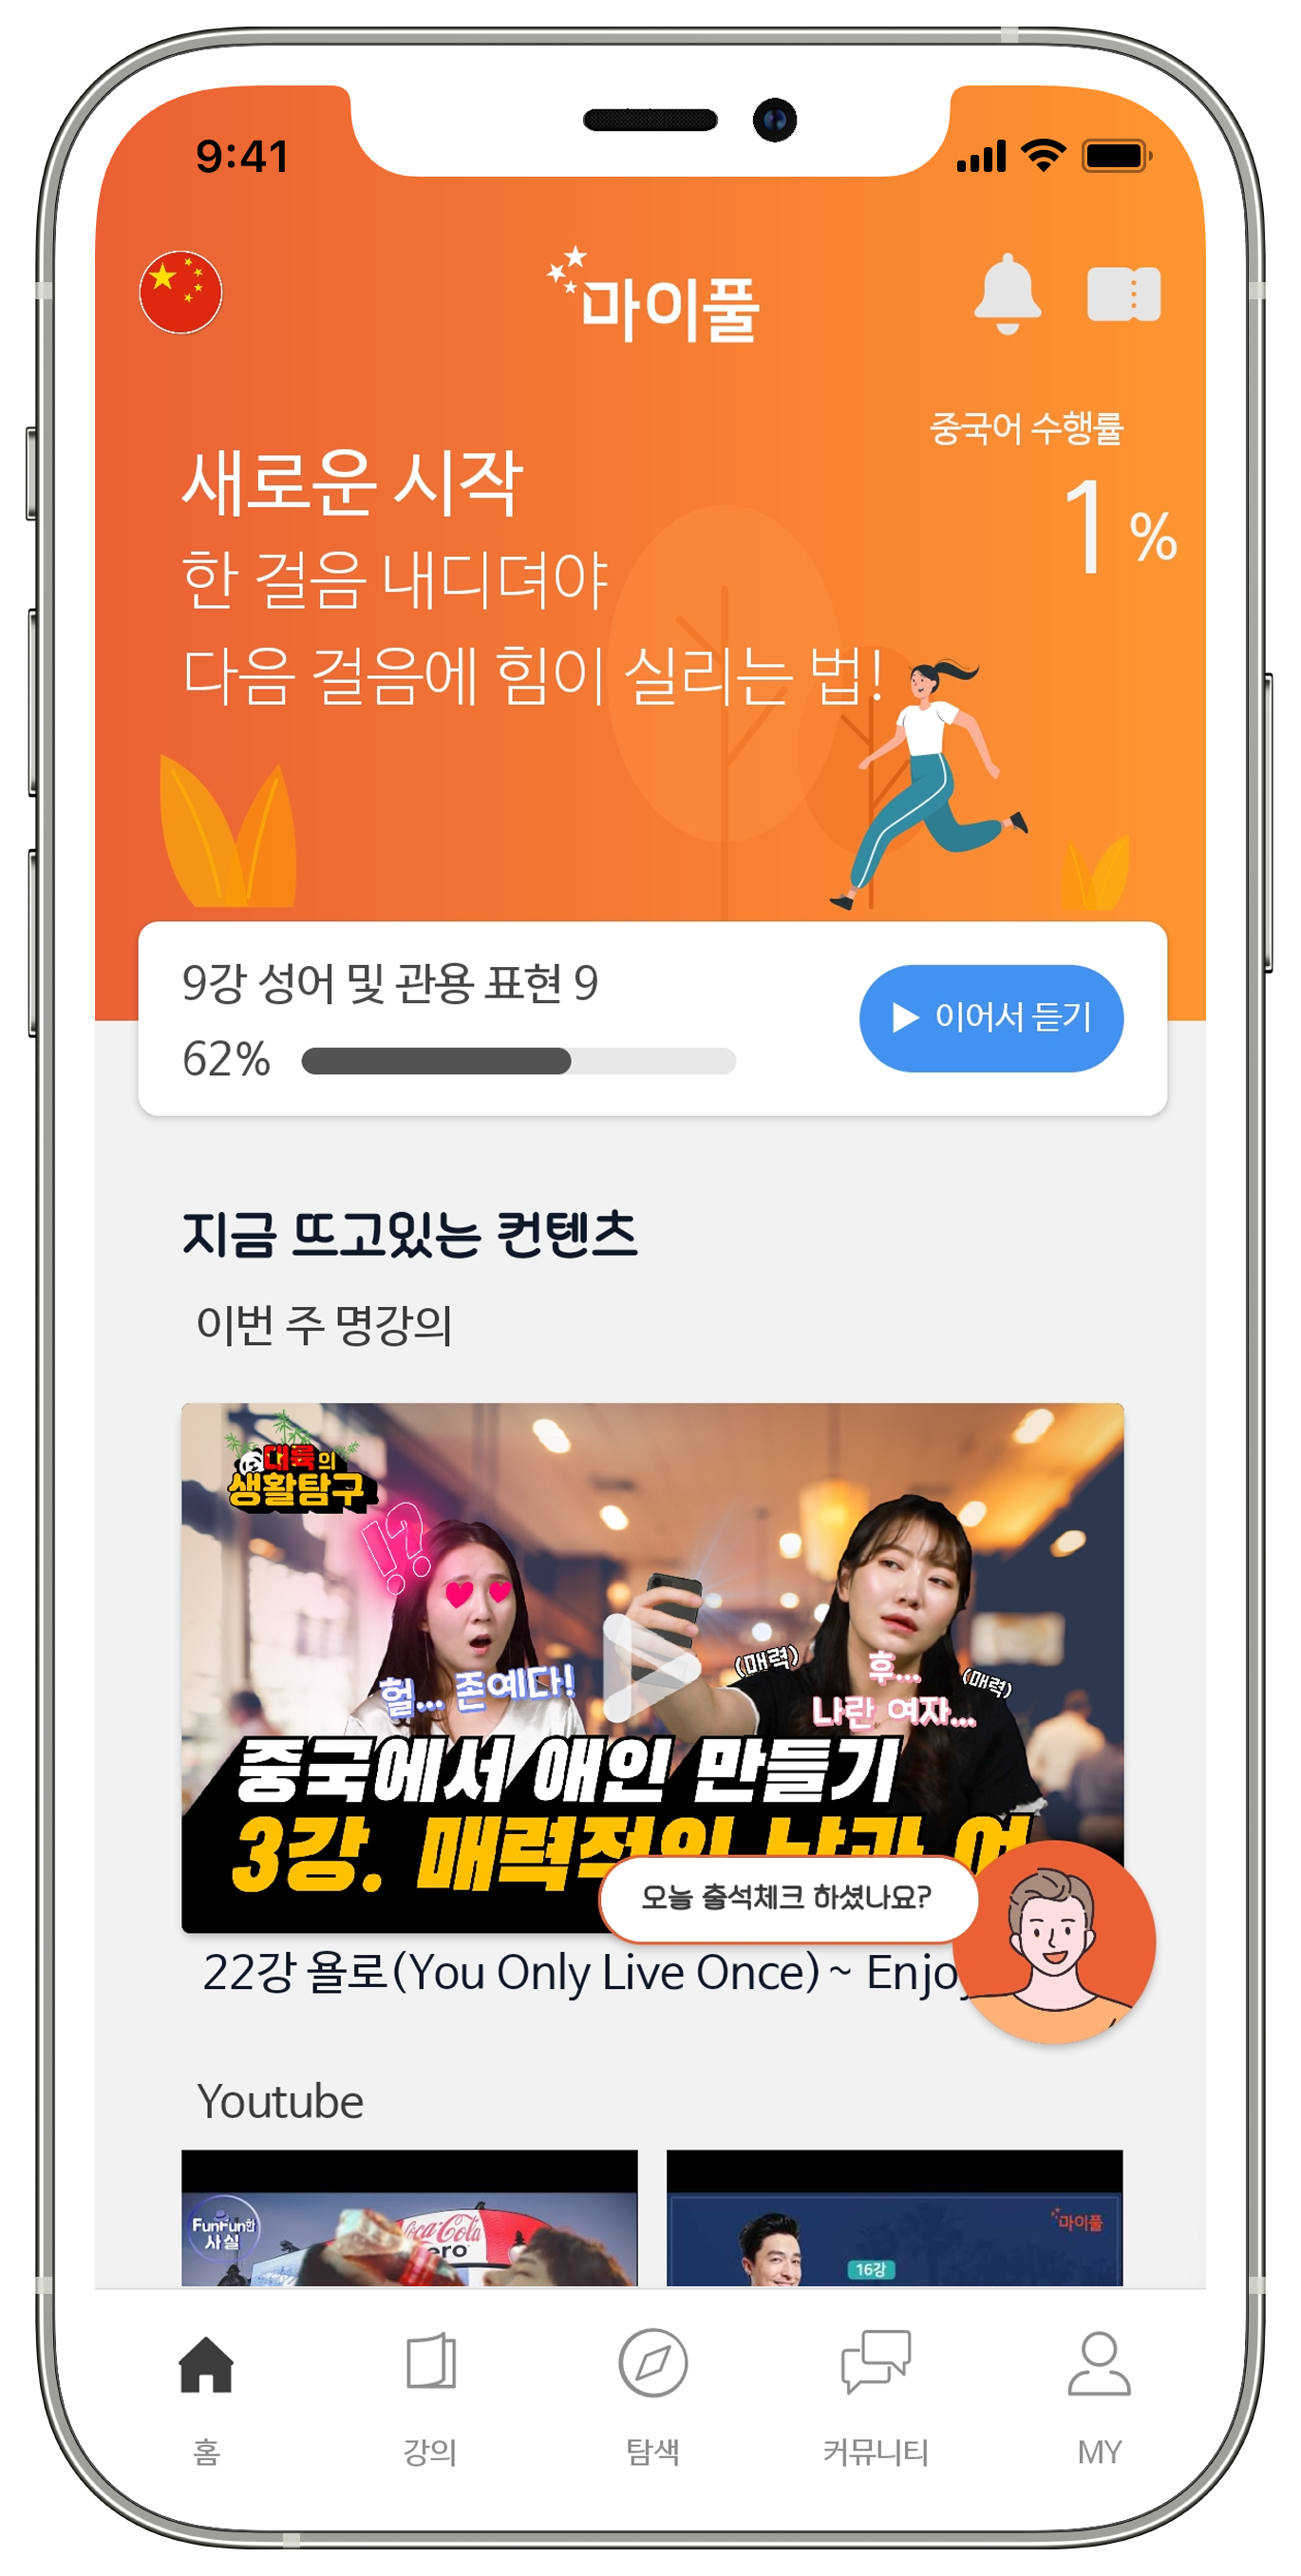 9:41
마이풀
중국어 수행률
1 %
새로운 시작
한 걸음 내디뎌야
다음 걸음에 힘이 실리는 법!
9강 성어 및 관용 표현 9
62%
이어서 듣기
지금 뜨고있는 컨텐츠
이번 주 명강의
대륙의
생활탐구
!?
헐... 존예다!
(매력)
후...
(매력)
나란 여자...
중국에서 애인 만들기
3강. 매력적인 남과 여
오늘 출석체크 하셨나요?
22강 욜로(You Only Live Once) ~ Enjoy
Youtube
FunFun한
사실
Coca-Cola
zero
마이풀
16강
홈
강의
탐색
커뮤니티
MY